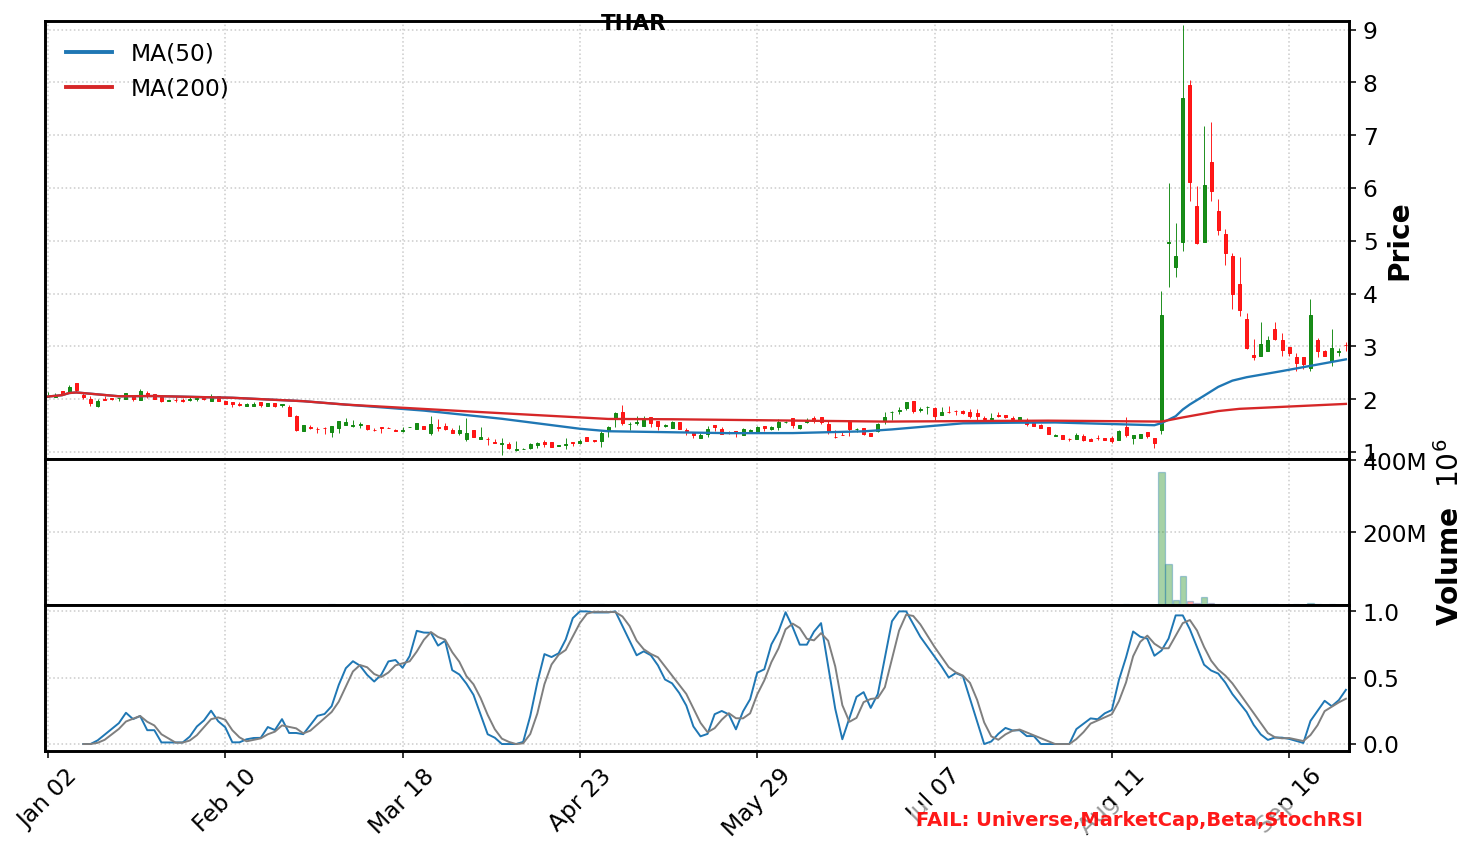 THAR
MA(50)
MA(200)
9
8
7
6
5
4
3
2
1
Price
400M
200M
Volume 10^6
1.0
0.5
0.0
Jan 02
Feb 10
Mar 18
Apr 23
May 29
Jul 07
Aug 11
Sep 16
FAIL: Universe,MarketCap,Beta,StochRSI